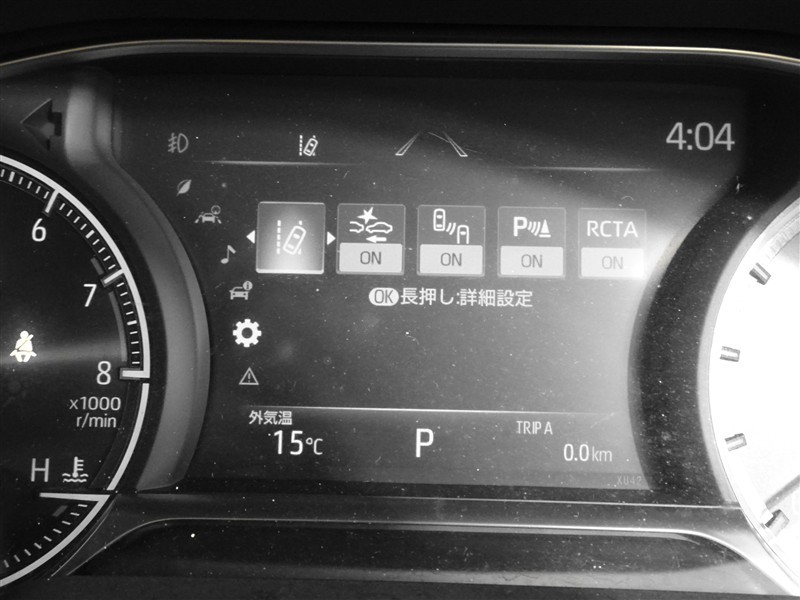 4:04
6
7
8
x1000
r/min
H
P
RCTA
ON
ON
ON
ON
OK長押し:詳細設定
外気温
15℃
P
TRIP A
0.0km
XU42